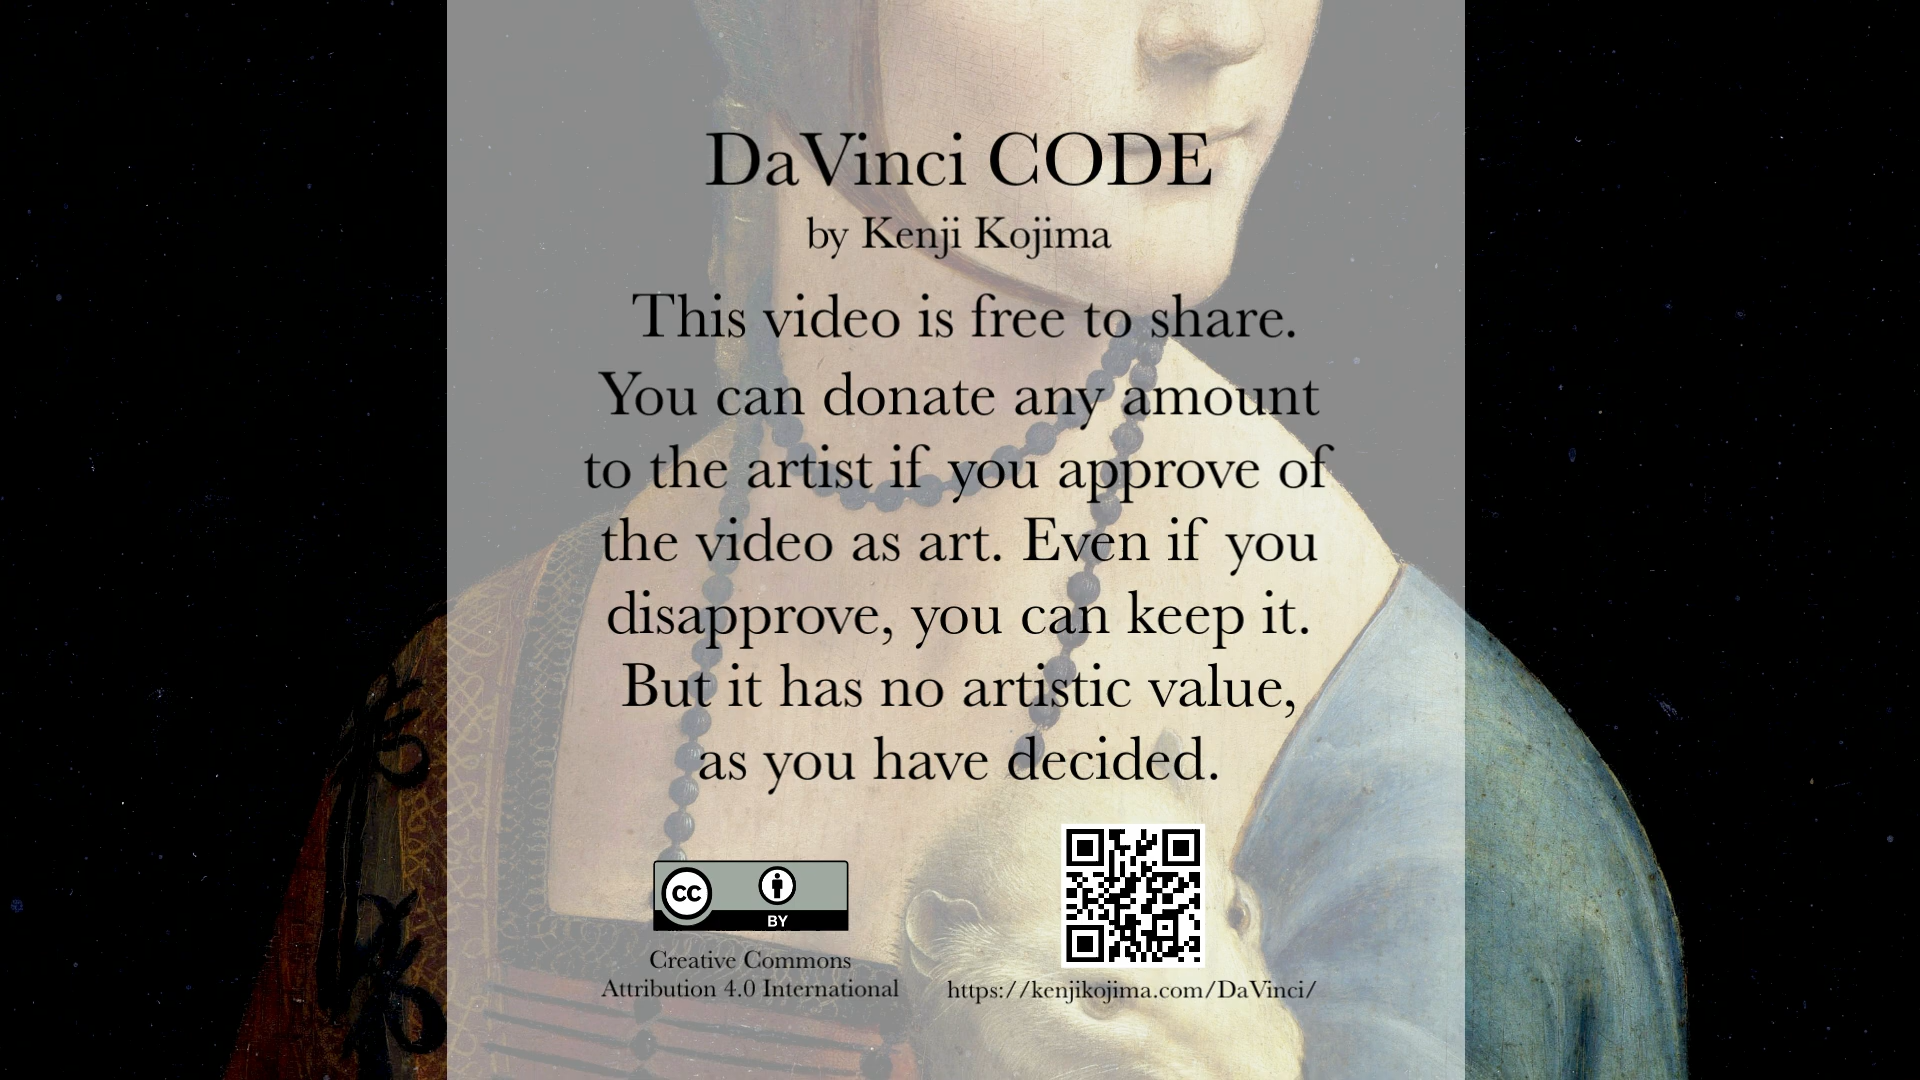 DaVinci CODE
by Kenji Kojima
This video is free to share.
You can donate any amount
to the artist if you approve of
the video as art. Even if you
disapprove, you can keep it.
But it has no artistic value,
as you have decided.
CC
BY
Creative Commons
Attribution 4.0 International
https://kenjikojima.com/DaVinci/